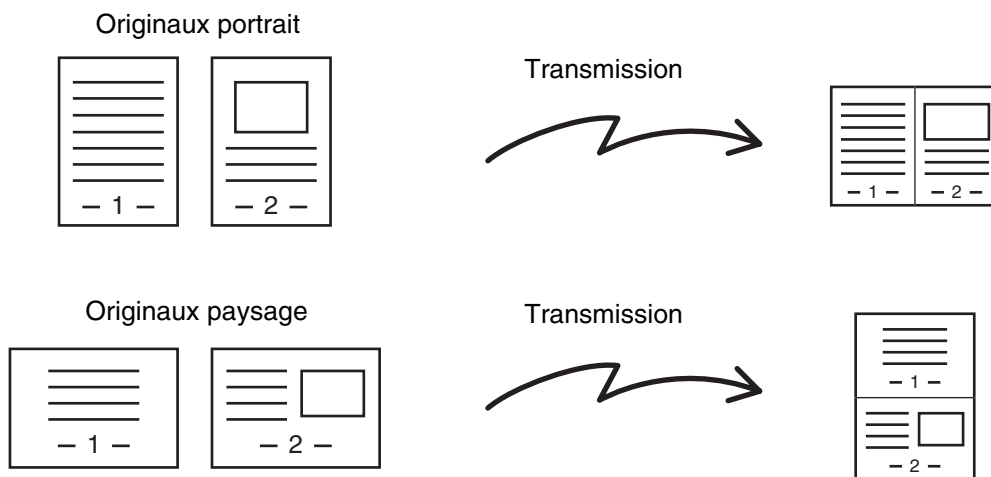 Originaux portrait
Transmission
– 1 –
– 2 –
– 1 –
– 2 –
Originaux paysage
Transmission
– 1 –
– 2 –
– 1 –
– 2 –